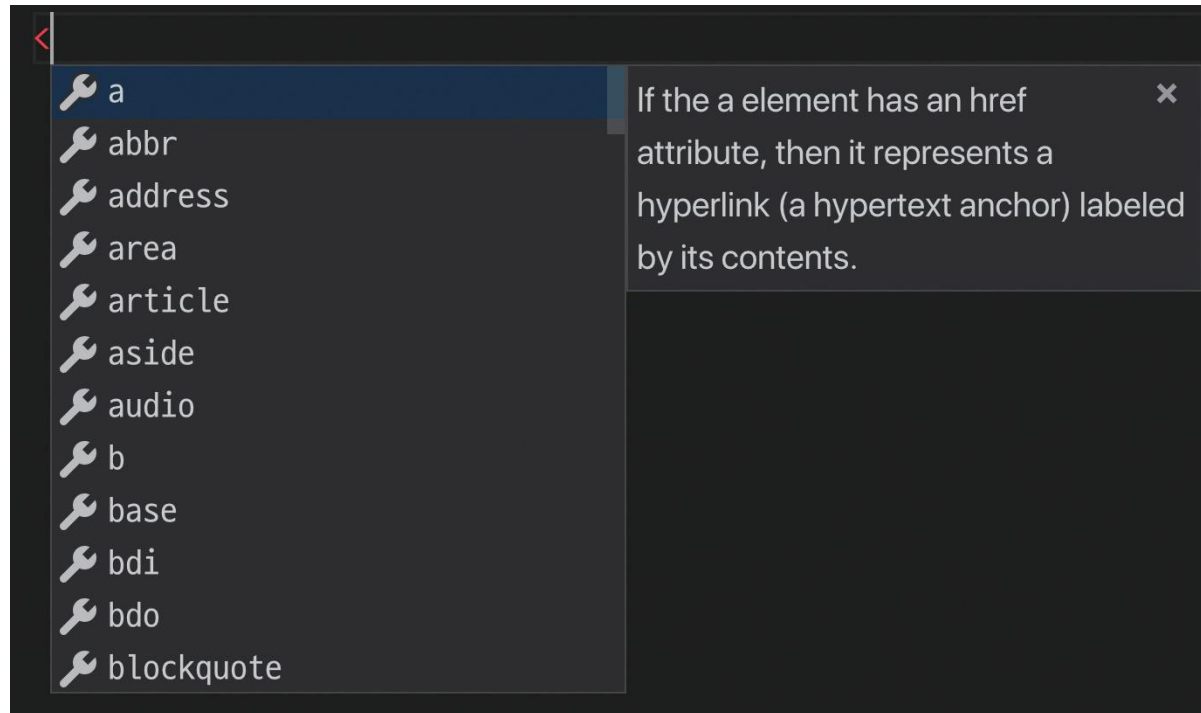 <
a
abbr
address
area
article
aside
audio
b
base
bdi
bdo
blockquote
If the a element has an href
attribute, then it represents a
hyperlink (a hypertext anchor) labeled
by its contents.